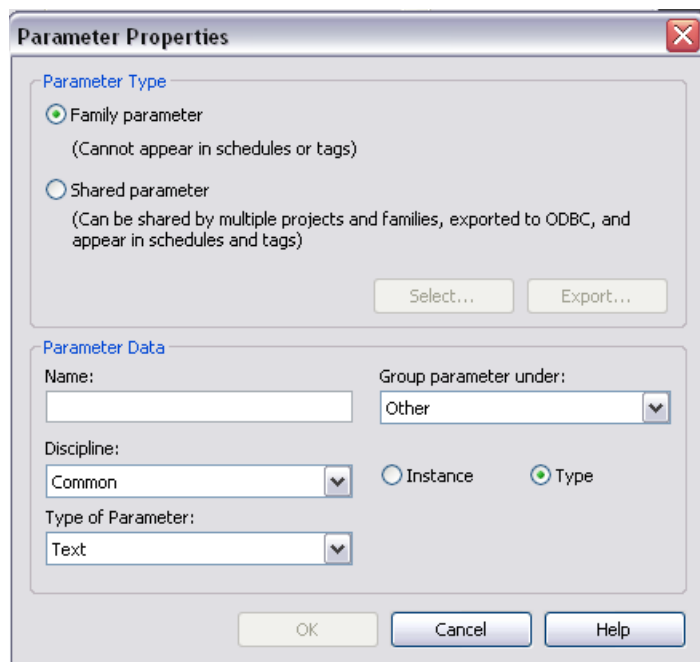 Parameter Properties
Parameter Type
Family parameter
(Cannot appear in schedules or tags)
Shared parameter
(Can be shared by multiple projects and families, exported to ODBC, and
appear in schedules and tags)
Select... Export...
Parameter Data
Name: Group parameter under:
Other
Discipline:
Common Instance Type
Type of Parameter:
Text
OK Cancel Help